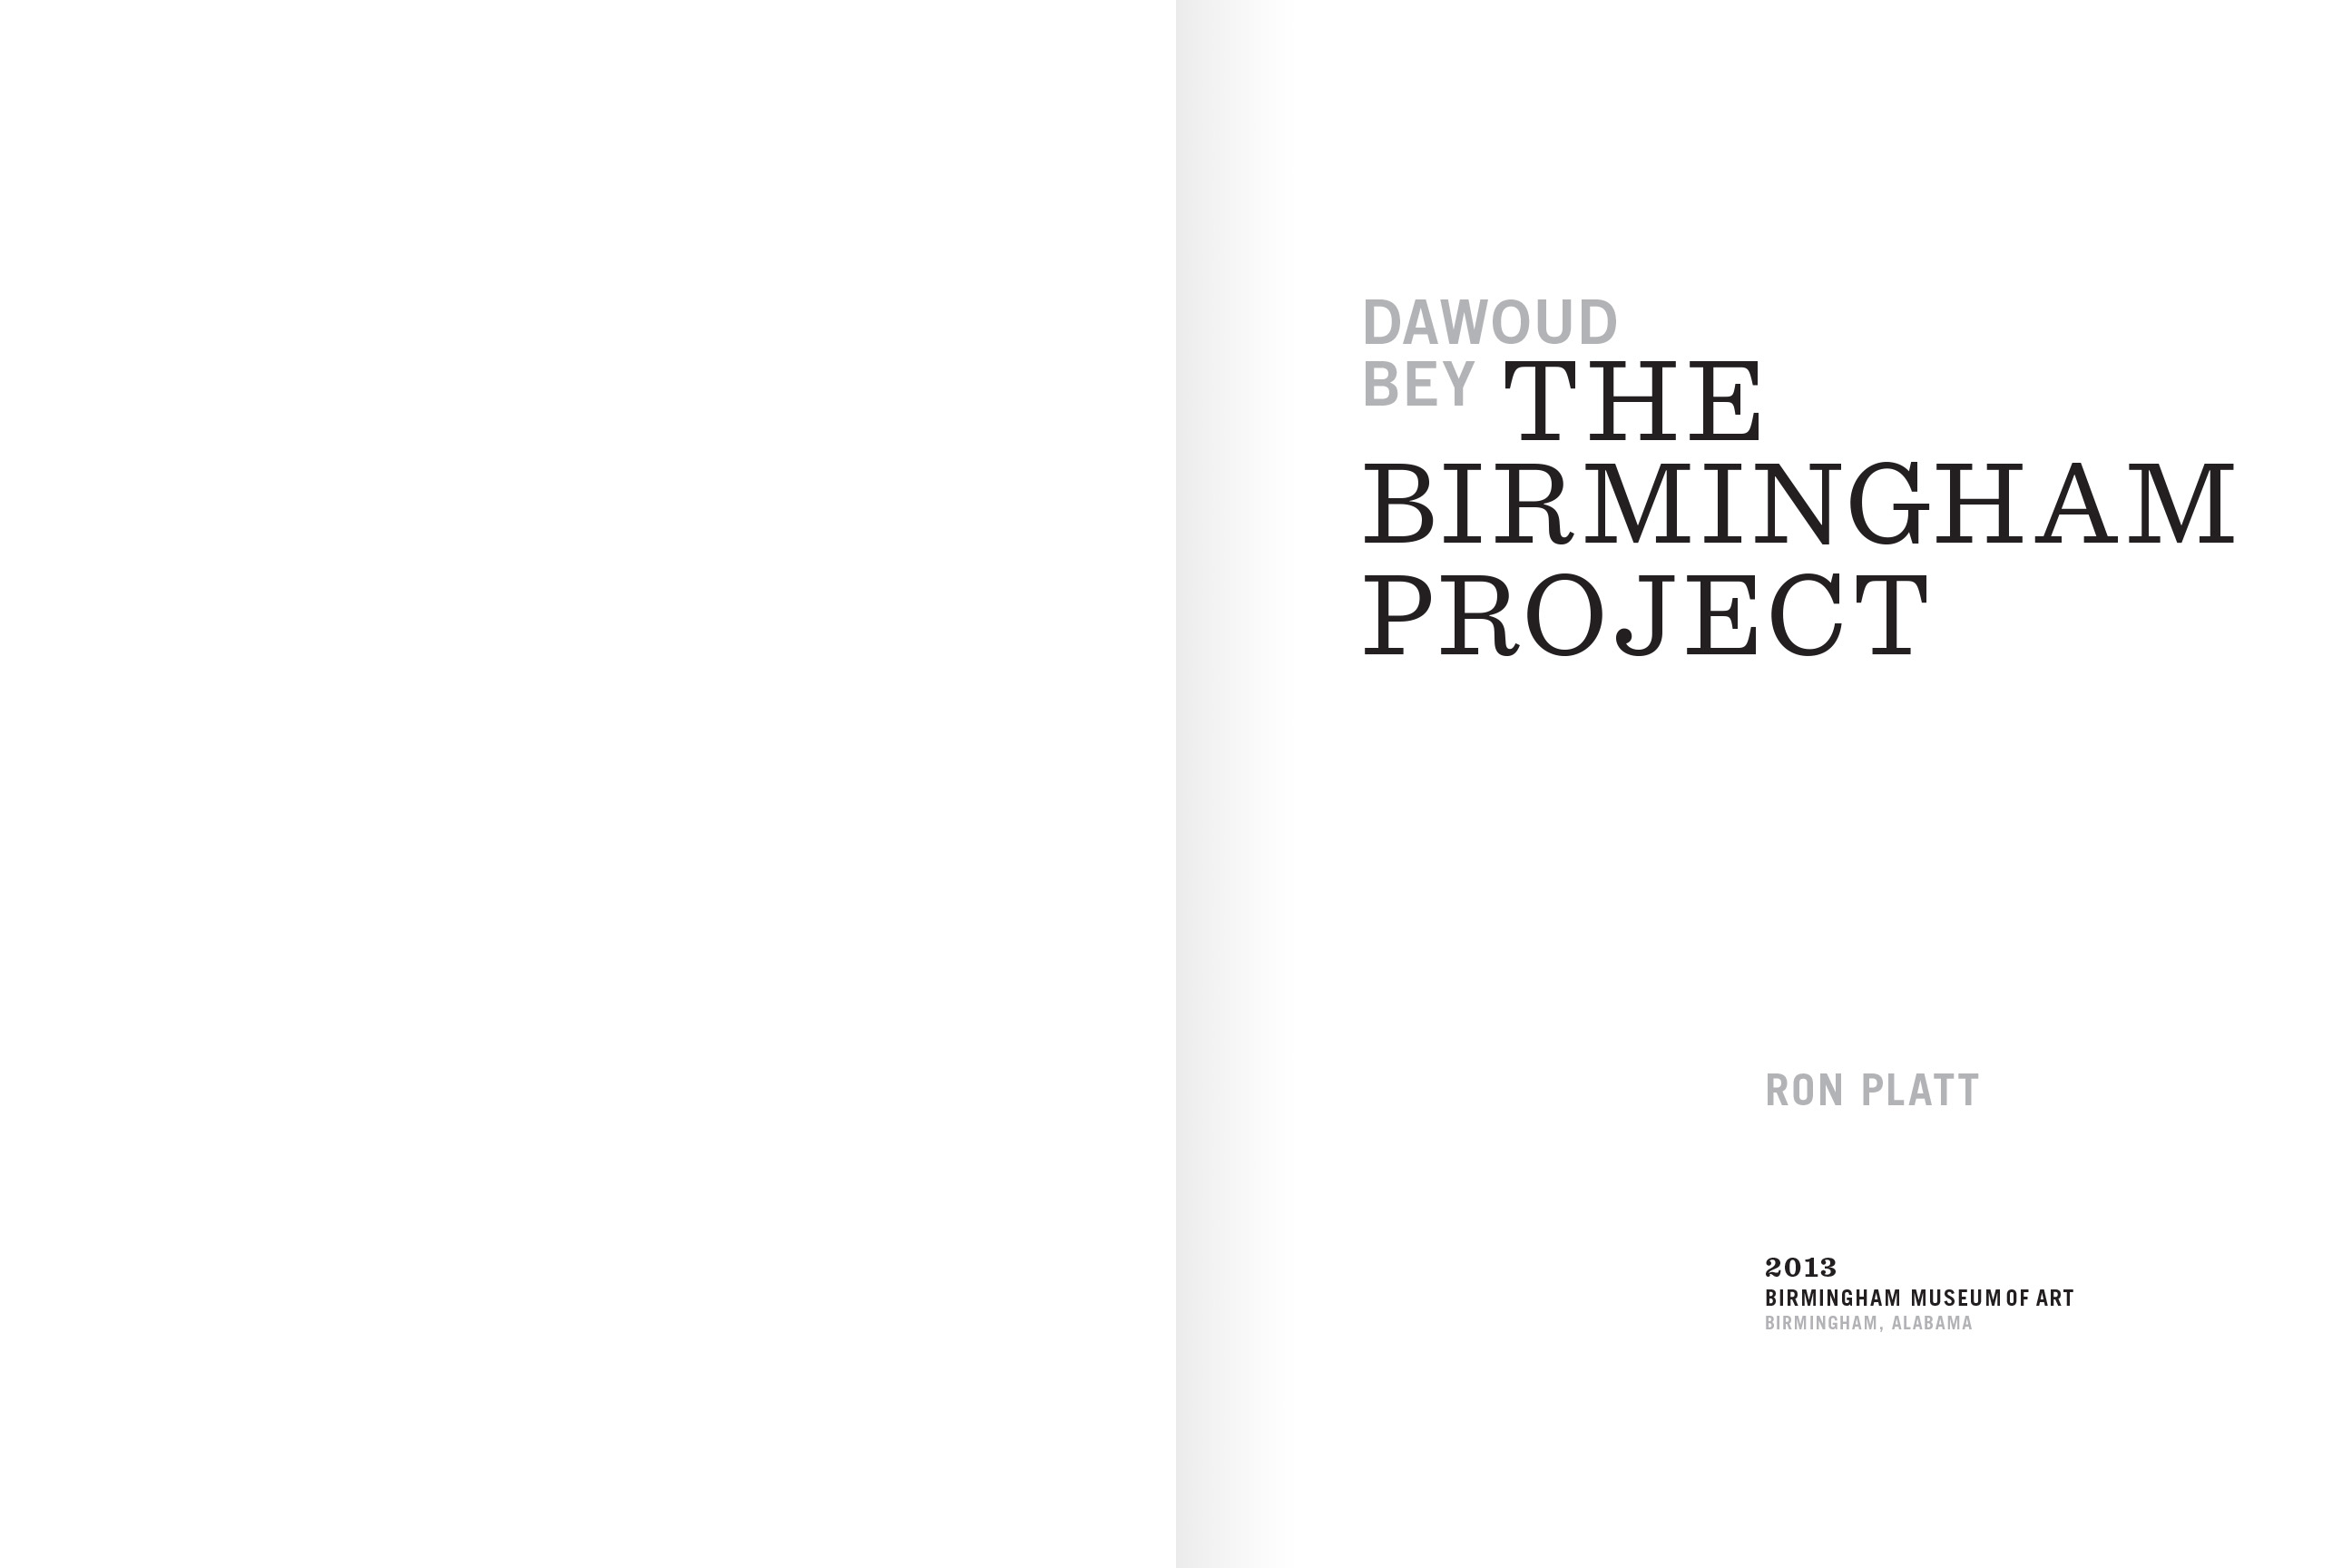 DAWOUD
BEY THE
BIRMINGHAM
PROJECT
RON PLATT
2013
BIRMINGHAM MUSEUM OF ART
BIRMINGHAM, ALABAMA